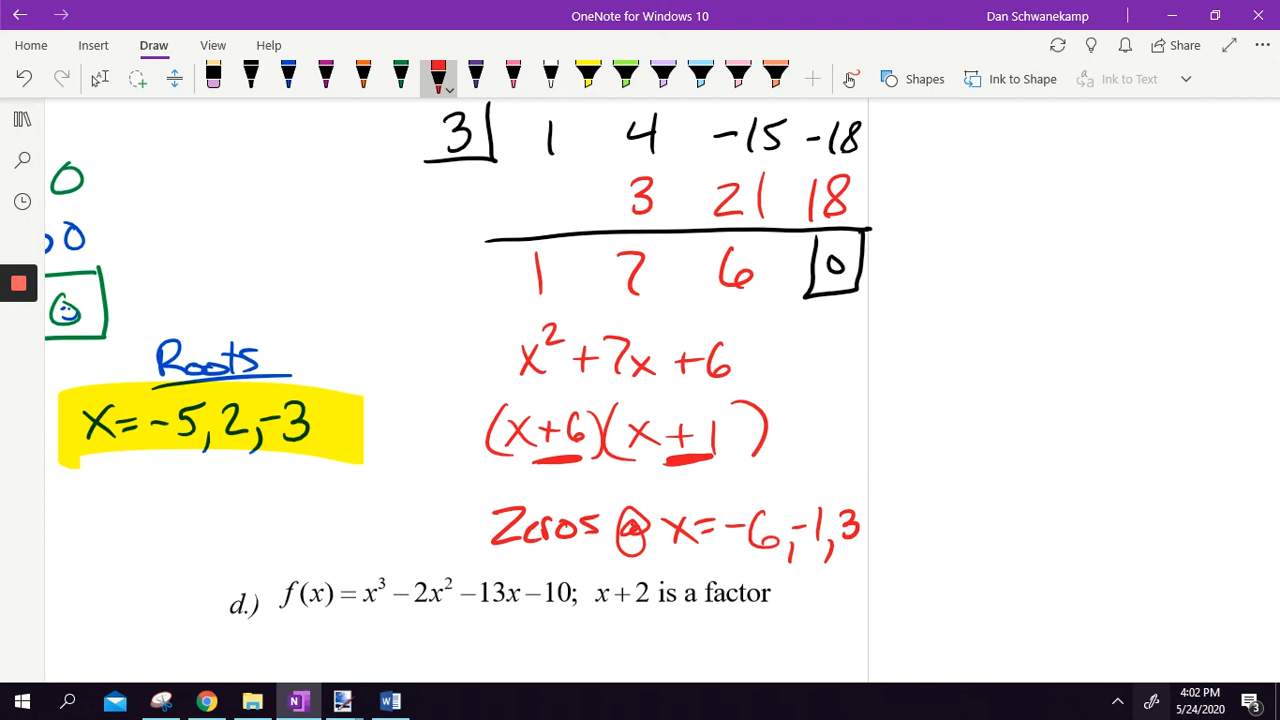 OneNote for Windows 10
Dan Schwanekamp
Home Insert Draw View Help
Share
Shapes Ink to Shape Ink to Text
3 1 4 -15 -18
0
3 21 18
0
1 7 6 0
x² + 7x + 6
Roots
(x+6)(x+1)
x = -5, 2, -3
Zeros @ x = -6, -1, 3
d.) f(x) = x³ – 2x² –13x –10; x + 2 is a factor
4:02 PM
5/24/2020
3